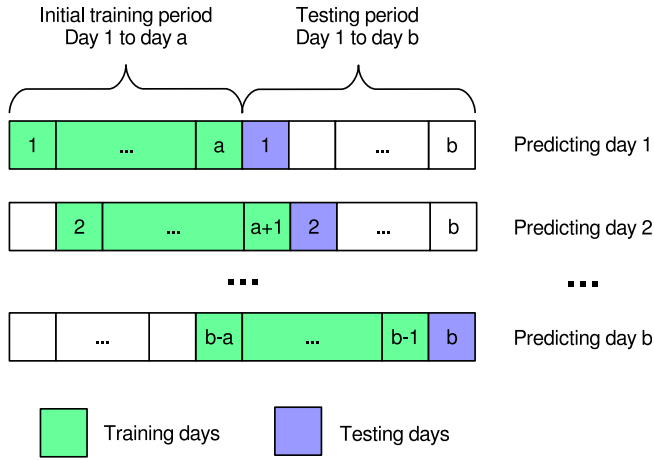 Initial training period
Day 1 to day a
Testing period
Day 1 to day b
1 ... a 1 ... b Predicting day 1
2 ... a+1 2 ... b Predicting day 2
... ...
... b-a ... b-1 b Predicting day b
Training days Testing days